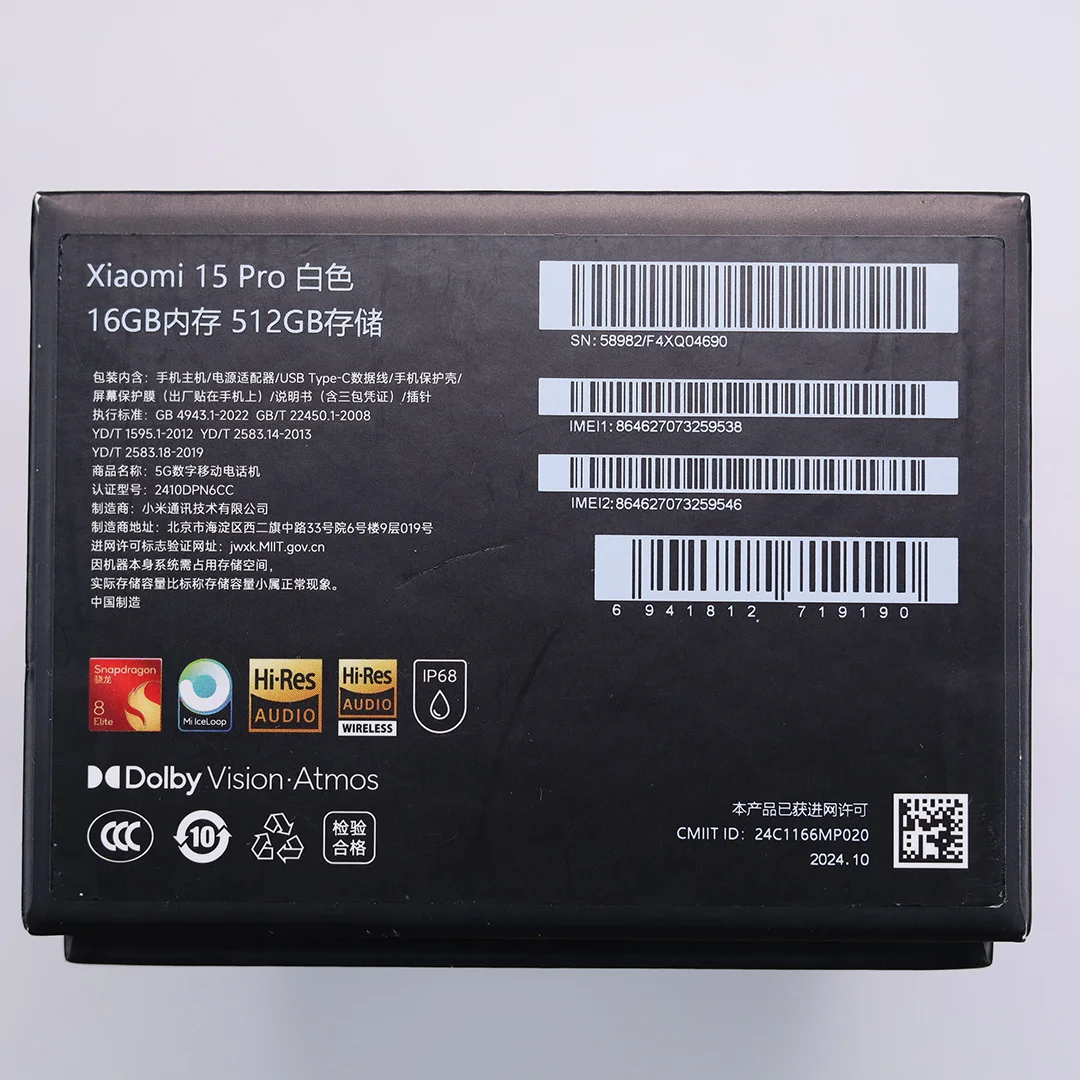 Xiaomi 15 Pro 白色
16GB内存 512GB存储
包装内含：手机主机/电源适配器/USB Type-C数据线/手机保护壳/
屏幕保护膜（出厂贴在手机上）/说明书（含三包凭证）/插针
执行标准：GB 4943.1-2022 GB/T 22450.1-2008
YD/T 1595.1-2012 YD/T 2583.14-2013
YD/T 2583.18-2019
商品名称：5G数字移动电话机
认证型号：2410DPN6CC
制造商：小米通讯技术有限公司
制造商地址：北京市海淀区西二旗中路33号院6号楼9层019号
进网许可标志验证网址：jwxk.MIIT.gov.cn
因机器本身系统需占用存储空间，
实际存储容量比标称存储容量小属正常现象。
中国制造
SN:58982/F4XQ04690
IMEI1:864627073259538
IMEI2:864627073259546
6 941812 719190
Snapdragon
骁龙
8
Elite
Mi IceLoop
Hi-Res
AUDIO
Hi-Res
AUDIO
WIRELESS
IP68
Dolby Vision·Atmos
CCC
10
检验
合格
本产品已获进网许可
CMIIT ID：24C1166MP020
2024.10